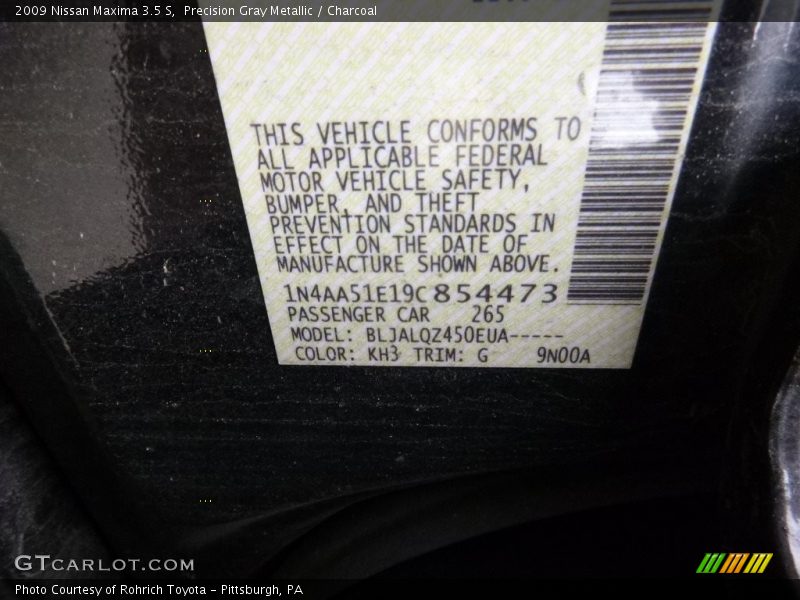 2009 Nissan Maxima 3.5 S, Precision Gray Metallic / Charcoal
THIS VEHICLE CONFORMS TO
ALL APPLICABLE FEDERAL
MOTOR VEHICLE SAFETY,
BUMPER, AND THEFT
PREVENTION STANDARDS IN
EFFECT ON THE DATE OF
MANUFACTURE SHOWN ABOVE.
1N4AA51E19C854473
PASSENGER CAR 265
MODEL: BLJALQZ450EUA-----
COLOR: KH3 TRIM: G 9N00A
GTCARLOT.COM
Photo Courtesy of Rohrich Toyota - Pittsburgh, PA